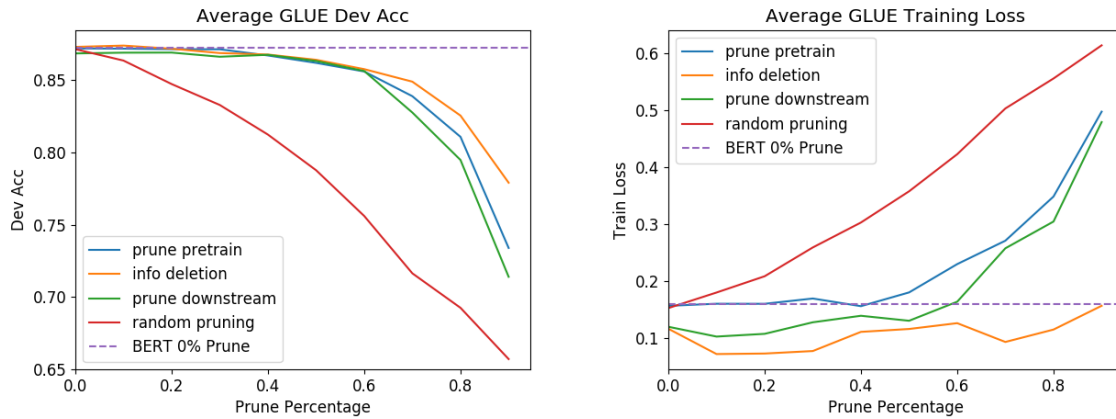 Average GLUE Dev Acc
Dev Acc
0.85
0.80
0.75
0.70
0.65
prune pretrain
info deletion
prune downstream
random pruning
BERT 0% Prune
0.0
0.2
0.4
0.6
0.8
Prune Percentage
Average GLUE Training Loss
Train Loss
0.6
0.5
0.4
0.3
0.2
0.1
prune pretrain
info deletion
prune downstream
random pruning
BERT 0% Prune
0.0
0.2
0.4
0.6
0.8
Prune Percentage